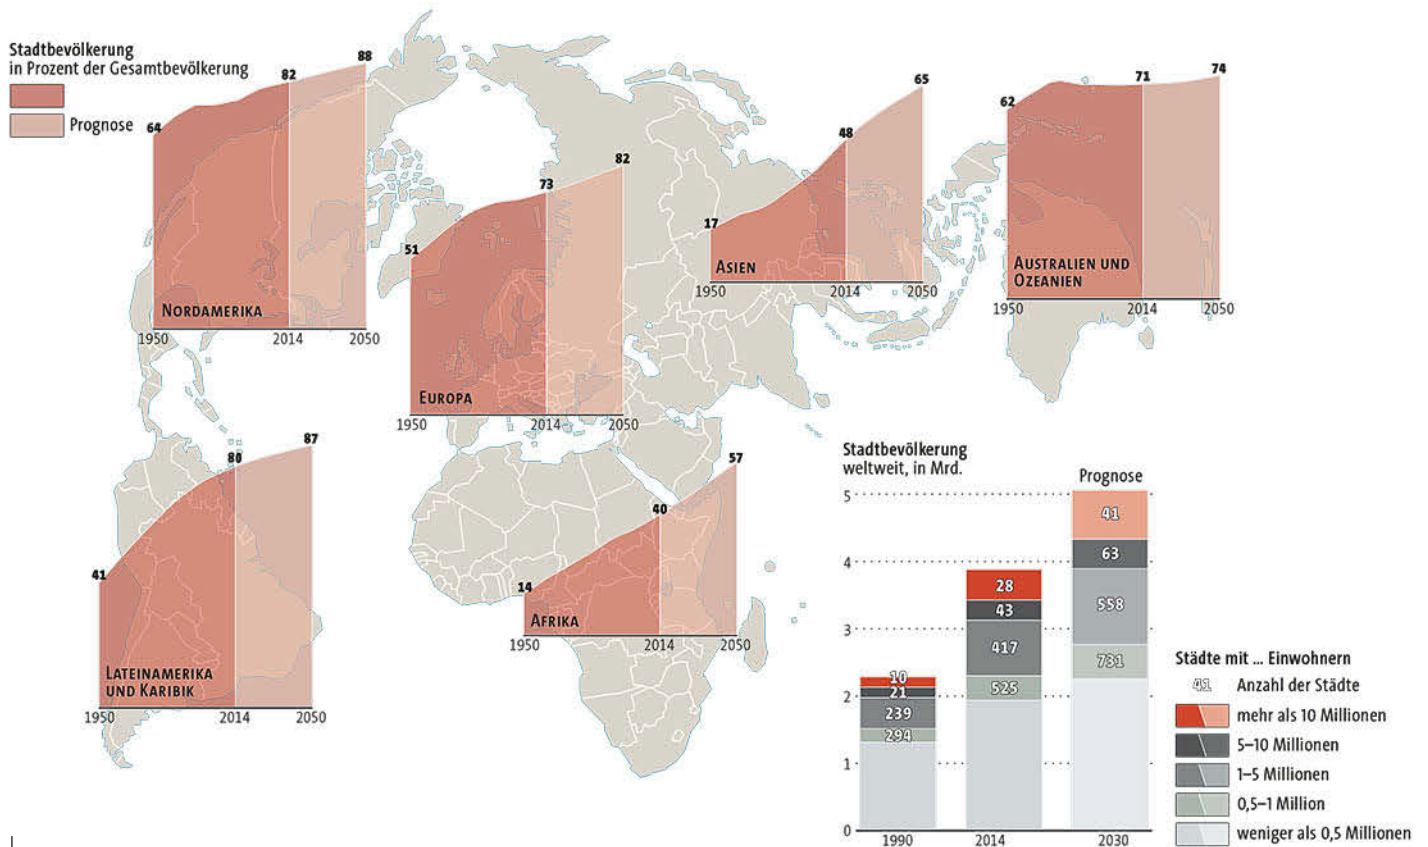 Stadtbevölkerung
in Prozent der Gesamtbevölkerung
Prognose
64
82
88
NORDAMERIKA
1950
2014
2050
51
73
82
EUROPA
1950
2014
2050
17
48
65
ASIEN
1950
2014
2050
62
71
74
AUSTRALIEN UND
OZEANIEN
1950
2014
2050
41
80
87
LATEINAMERIKA
UND KARIBIK
1950
2014
2050
14
40
57
AFRIKA
1950
2014
2050
Stadtbevölkerung
weltweit, in Mrd.
Prognose
5
4
3
2
1
0
10
21
239
294
1990
28
43
417
525
2014
41
63
558
731
2030
Städte mit ... Einwohnern
41 Anzahl der Städte
mehr als 10 Millionen
5–10 Millionen
1–5 Millionen
0,5–1 Million
weniger als 0,5 Millionen